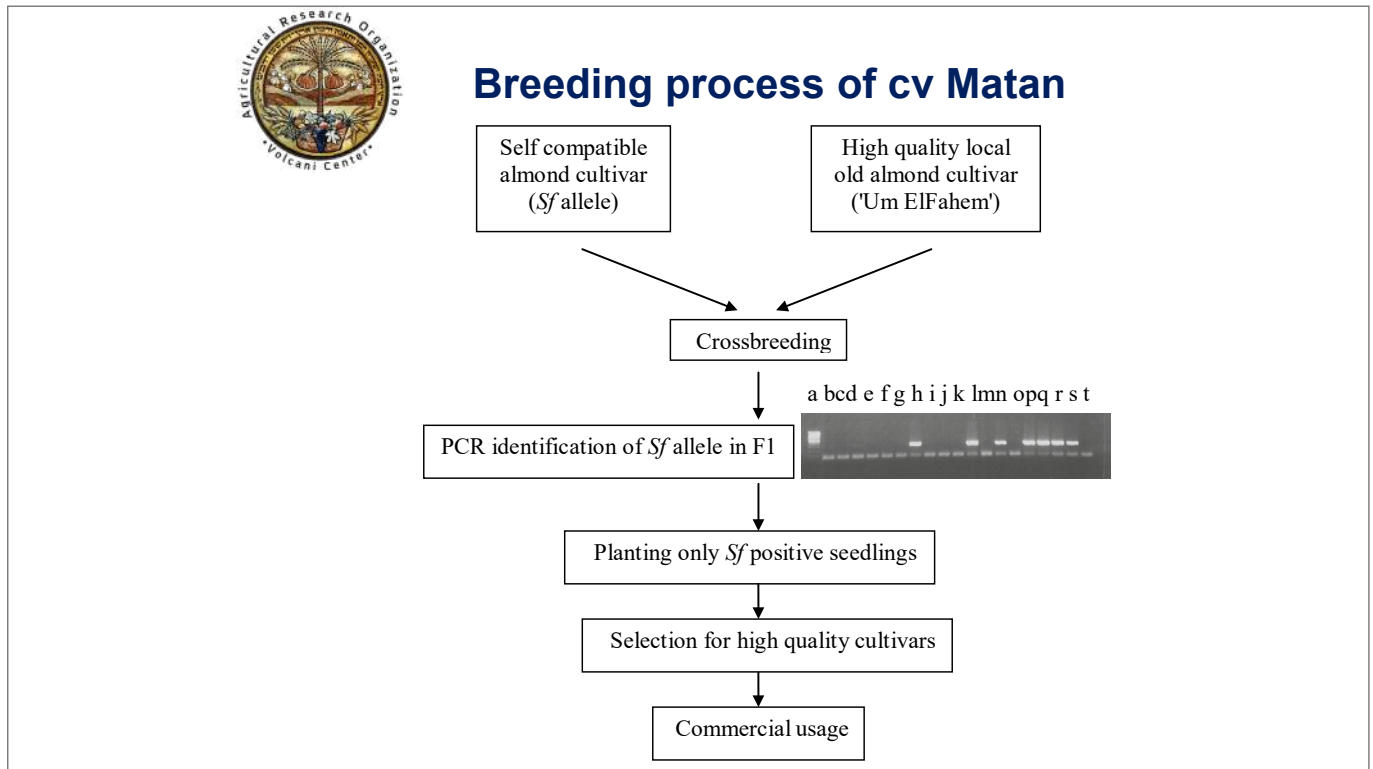 Agricultural Research Organization
Volcani Center
Breeding process of cv Matan
Self compatible
almond cultivar
(Sf allele)
High quality local
old almond cultivar
('Um ElFahem')
Crossbreeding
a bcd e f g h i j k lmn opq r s t
PCR identification of Sf allele in F1
Planting only Sf positive seedlings
Selection for high quality cultivars
Commercial usage